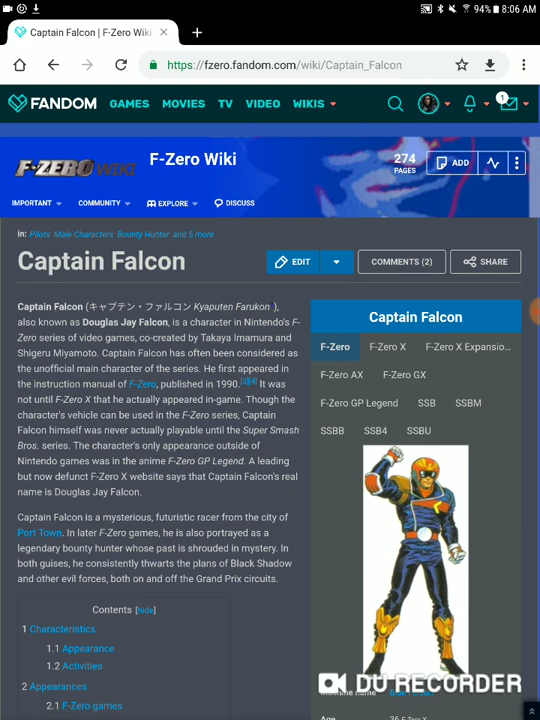 94% 8:06 AM
Captain Falcon | F-Zero Wiki
https://fzero.fandom.com/wiki/Captain_Falcon
FANDOM GAMES MOVIES TV VIDEO WIKIS 1
F-ZERO WIKI F-Zero Wiki 274 PAGES ADD
IMPORTANT COMMUNITY EXPLORE DISCUSS
in: Pilots Male Characters Bounty Hunter and 5 more
Captain Falcon EDIT COMMENTS (2) SHARE
Captain Falcon (キャプテン・ファルコン Kyaputen Farukon),
also known as Douglas Jay Falcon, is a character in Nintendo's F-
Zero series of video games, co-created by Takaya Imamura and
Shigeru Miyamoto. Captain Falcon has often been considered as
the unofficial main character of the series. He first appeared in
the instruction manual of F-Zero, published in 1990.[3][4] It was
not until F-Zero X that he actually appeared in-game. Though the
character's vehicle can be used in the F-Zero series, Captain
Falcon himself was never actually playable until the Super Smash
Bros. series. The character's only appearance outside of
Nintendo games was in the anime F-Zero GP Legend. A leading
but now defunct F-Zero X website says that Captain Falcon's real
name is Douglas Jay Falcon.
Captain Falcon is a mysterious, futuristic racer from the city of
Port Town. In later F-Zero games, he is also portrayed as a
legendary bounty hunter whose past is shrouded in mystery. In
both guises, he consistently thwarts the plans of Black Shadow
and other evil forces, both on and off the Grand Prix circuits.
Contents [hide]
1 Characteristics
1.1 Appearance
1.2 Activities
2 Appearances
2.1 F-Zero games
Captain Falcon
F-Zero F-Zero X F-Zero X Expansio...
F-Zero AX F-Zero GX
F-Zero GP Legend SSB SSBM
SSBB SSB4 SSBU
DU RECORDER
Machine name Blue Falcon
Age 36 F-Zero X